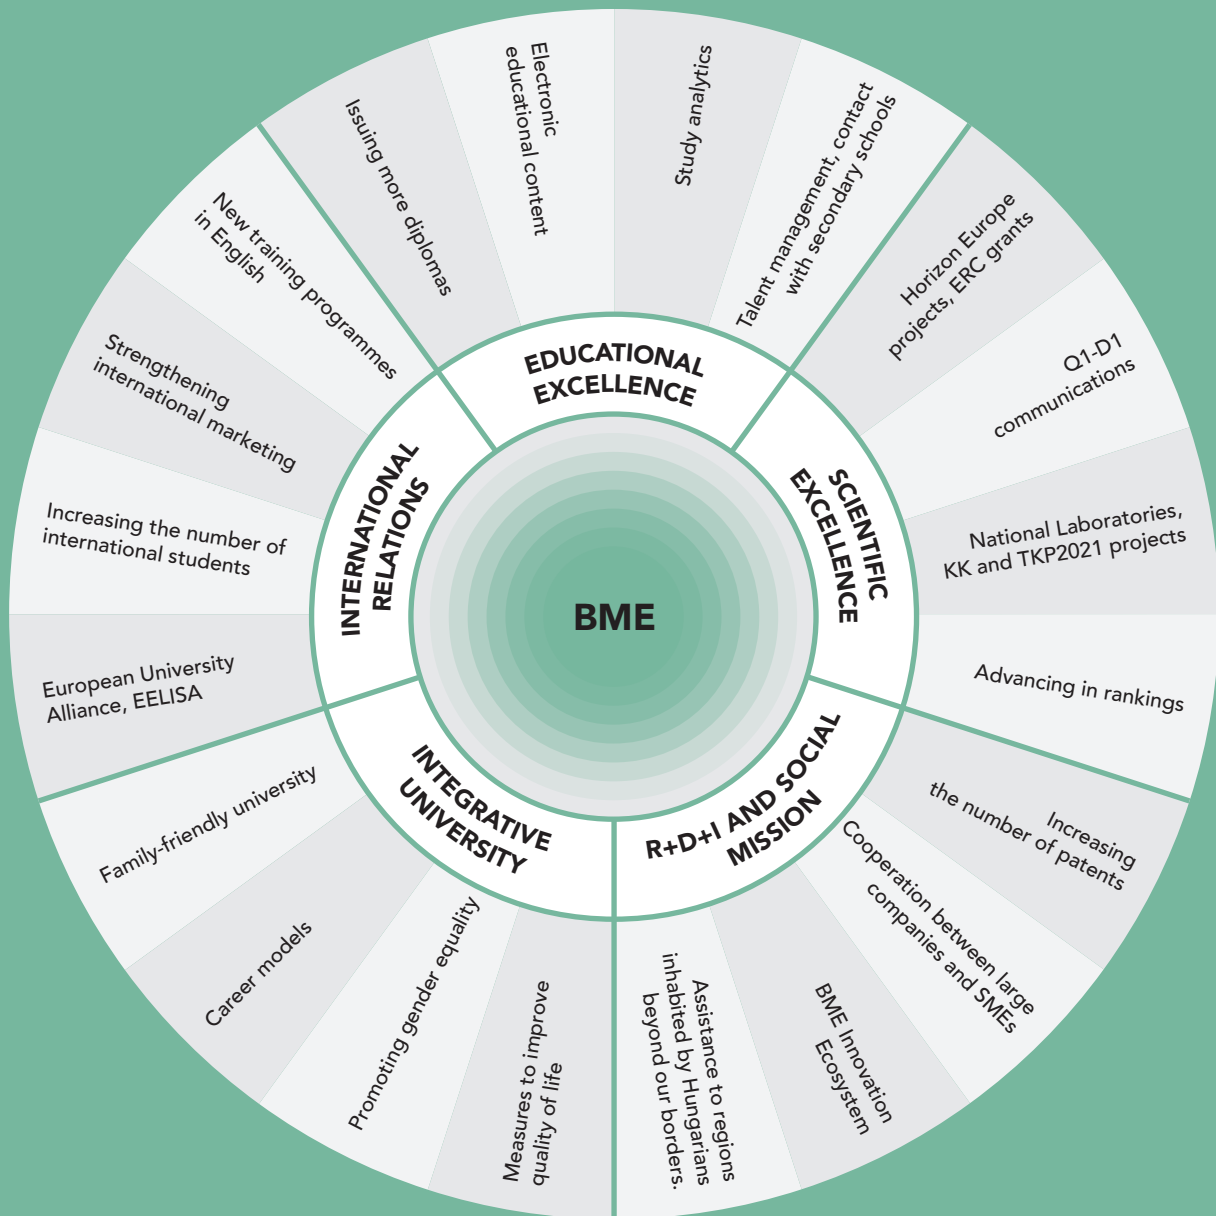 BME
EDUCATIONAL
EXCELLENCE
Issuing more diplomas
Electronic
educational content
Study analytics
Talent management, contact
with secondary schools
SCIENTIFIC
EXCELLENCE
Horizon Europe
projects, ERC grants
Q1-D1
communications
National Laboratories,
KK and TKP2021 projects
Advancing in rankings
R+D+I AND SOCIAL
MISSION
Increasing
the number of patents
Cooperation between large
companies and SMEs
BME Innovation
Ecosystem
Assistance to regions
inhabited by Hungarians
beyond our borders.
INTEGRATIVE
UNIVERSITY
Measures to improve
quality of life
Promoting gender equality
Career models
Family-friendly university
INTERNATIONAL
RELATIONS
European University
Alliance, EELISA
Increasing the number of
international students
Strengthening
international marketing
New training programmes
in English